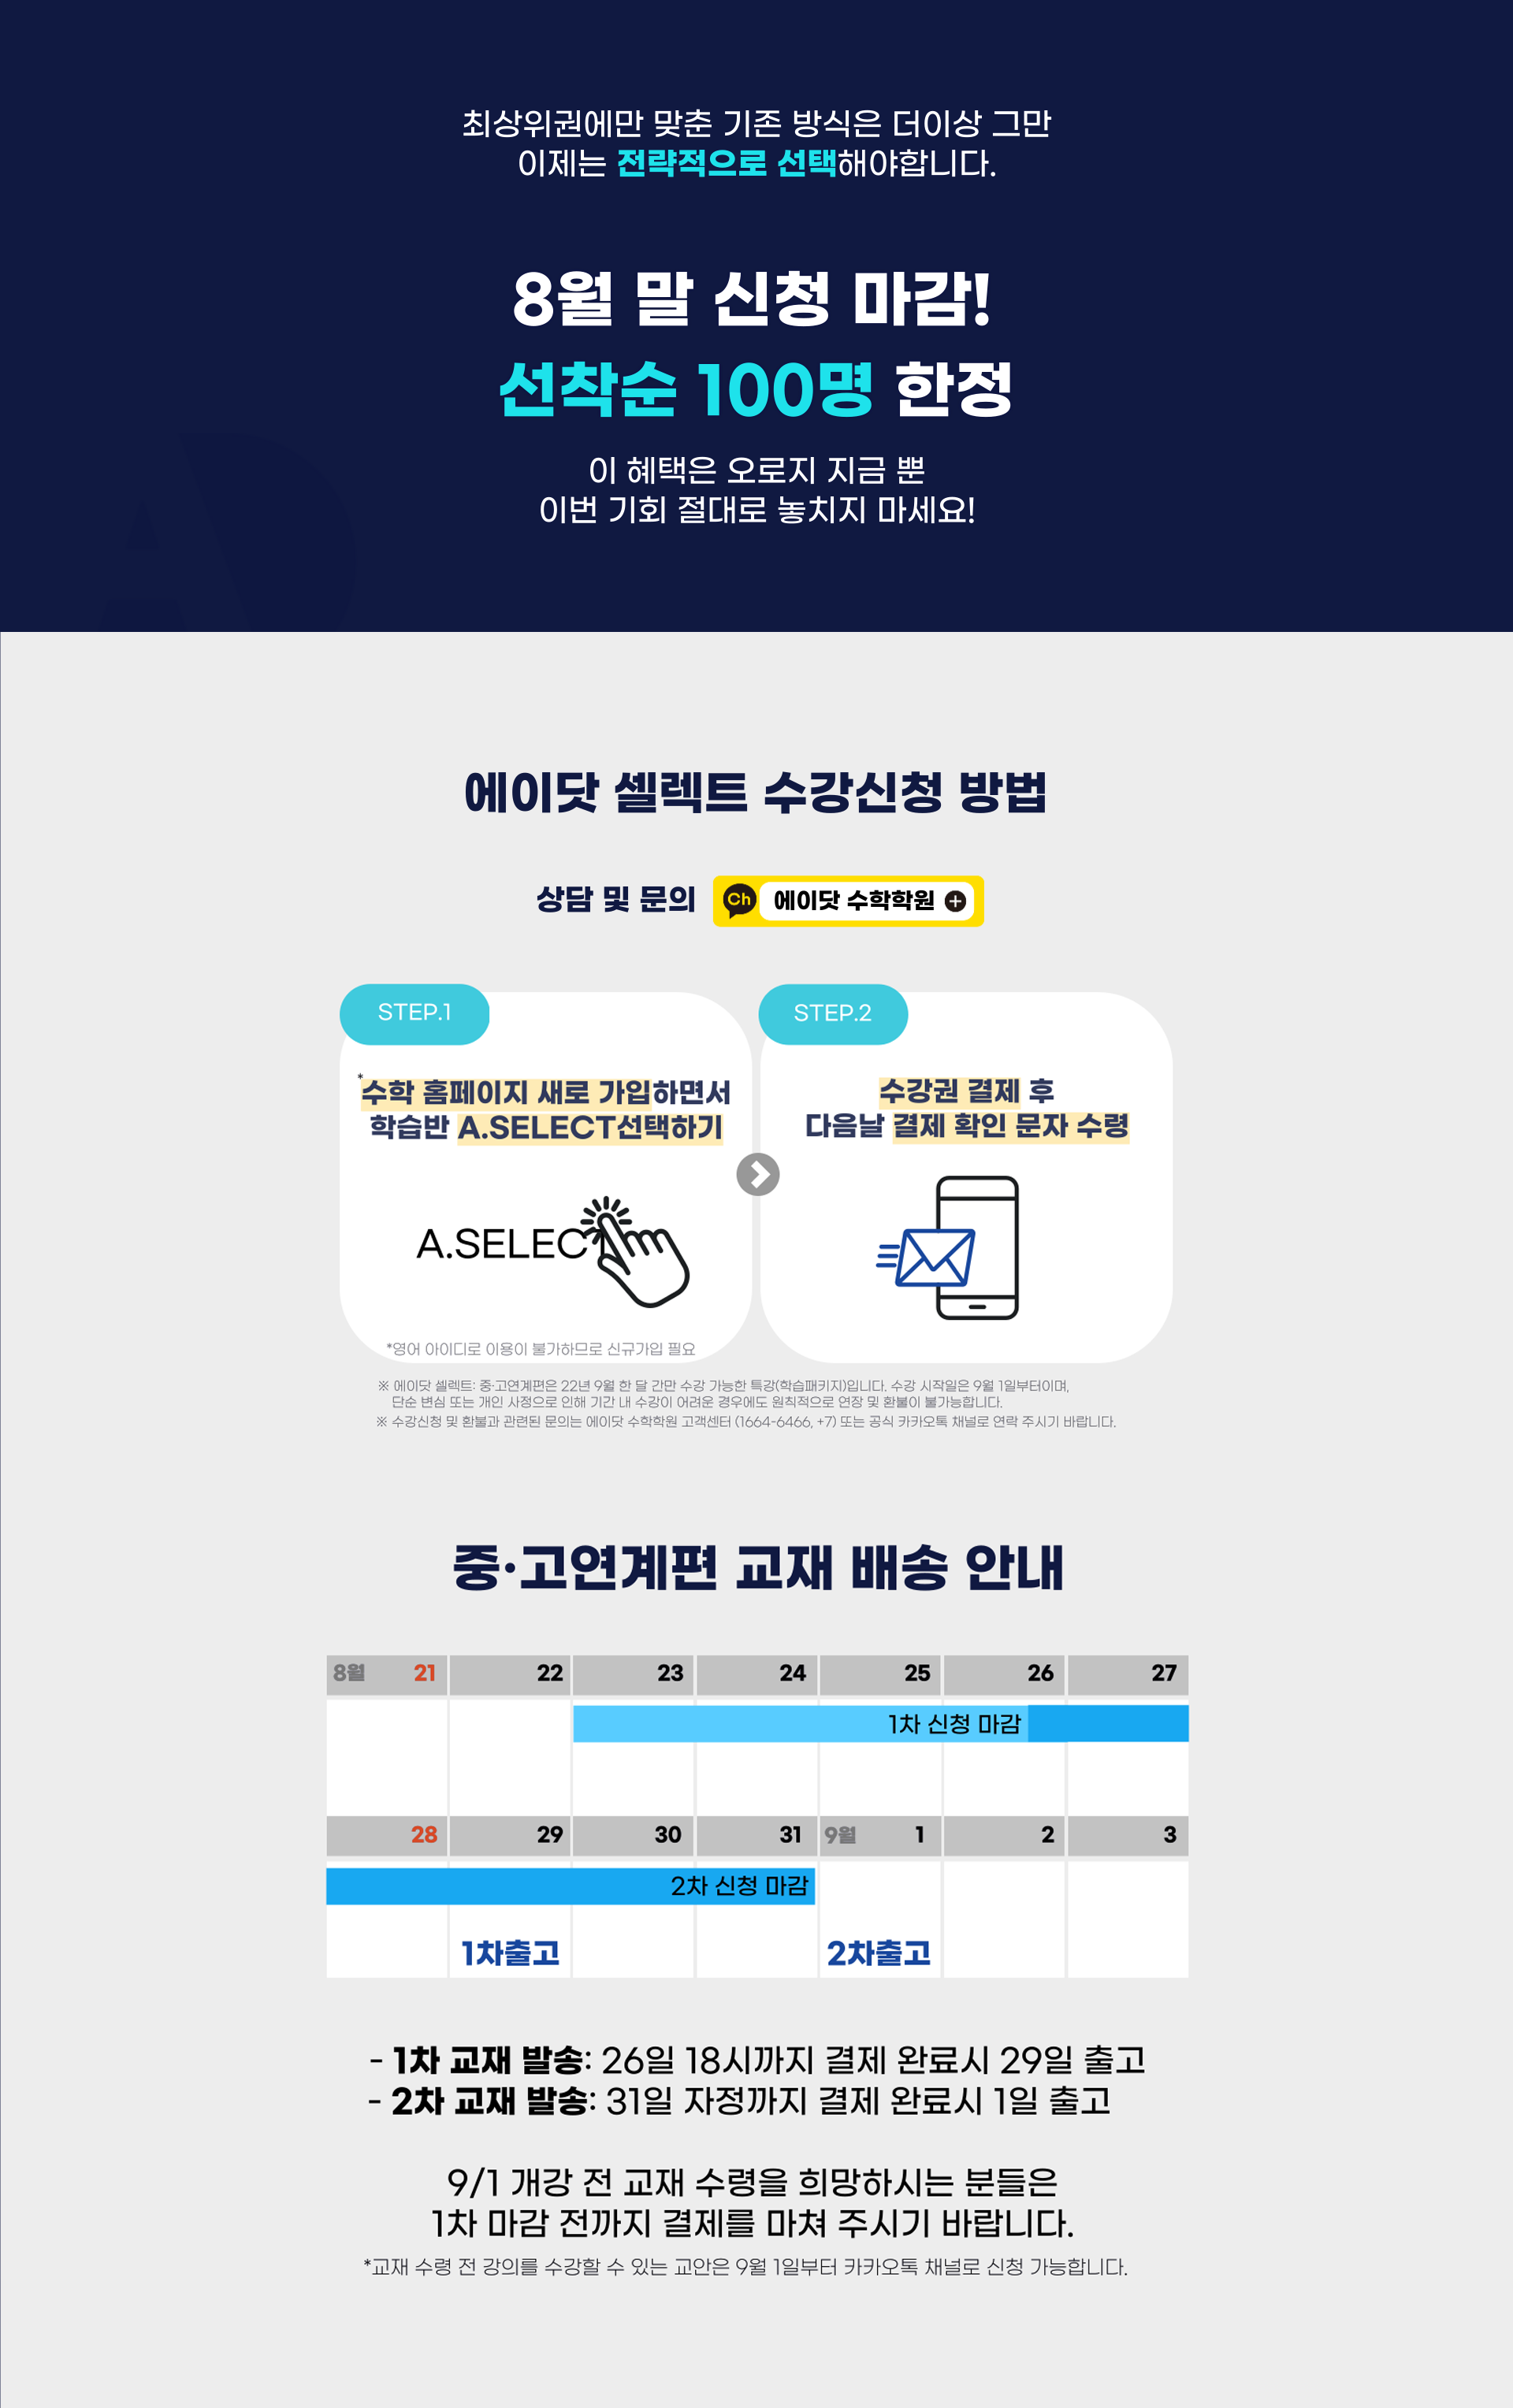 최상위권에만 맞춘 기존 방식은 더이상 그만
이제는 전략적으로 선택해야합니다.
8월 말 신청 마감!
선착순 100명 한정
이 혜택은 오로지 지금 뿐
이번 기회 절대로 놓치지 마세요!
에이닷 셀렉트 수강신청 방법
상담 및 문의 Ch 에이닷 수학학원 +
STEP.1
*수학 홈페이지 새로 가입하면서
학습반 A.SELECT선택하기
A.SELECT
*영어 아이디로 이용이 불가하므로 신규가입 필요
STEP.2
수강권 결제 후
다음날 결제 확인 문자 수령
※ 에이닷 셀렉트: 중·고연계편은 22년 9월 한 달 간만 수강 가능한 특강(학습패키지)입니다. 수강 시작일은 9월 1일부터이며,
단순 변심 또는 개인 사정으로 인해 기간 내 수강이 어려운 경우에도 원칙적으로 연장 및 환불이 불가능합니다.
※ 수강신청 및 환불과 관련된 문의는 에이닷 수학학원 고객센터 (1664-6466, +7) 또는 공식 카카오톡 채널로 연락 주시기 바랍니다.
중·고연계편 교재 배송 안내
8월 21 22 23 24 25 26 27
1차 신청 마감
28 29 30 31 9월 1 2 3
2차 신청 마감
1차출고 2차출고
- 1차 교재 발송: 26일 18시까지 결제 완료시 29일 출고
- 2차 교재 발송: 31일 자정까지 결제 완료시 1일 출고
9/1 개강 전 교재 수령을 희망하시는 분들은
1차 마감 전까지 결제를 마쳐 주시기 바랍니다.
*교재 수령 전 강의를 수강할 수 있는 교안은 9월 1일부터 카카오톡 채널로 신청 가능합니다.